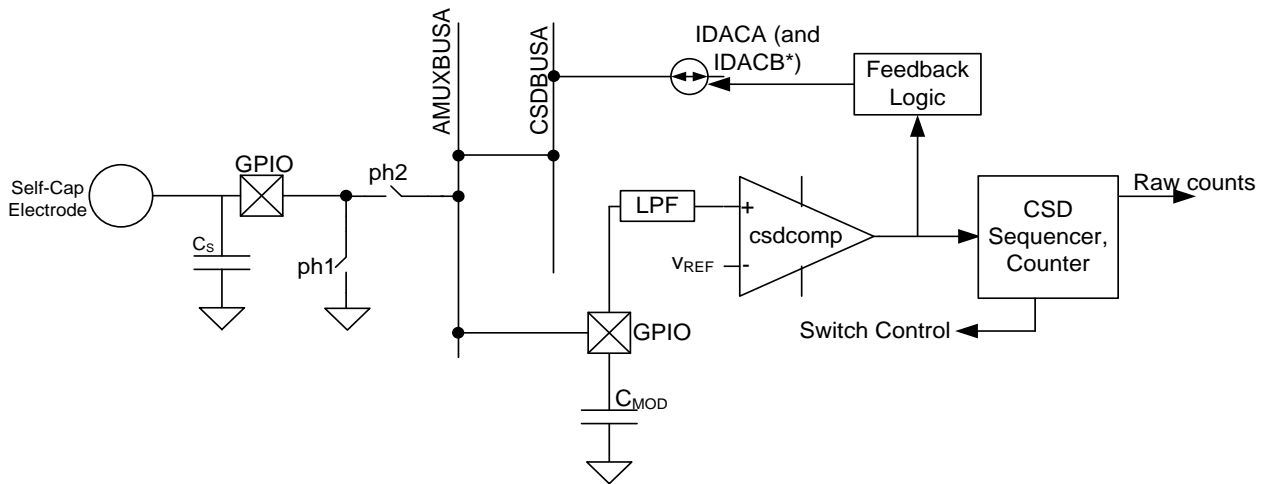 IDACA (and
IDACB*)
Feedback
Logic
AMUXBUSA
CSDBUSA
Self-Cap
Electrode
GPIO
ph2
CS
ph1
LPF
+
csdcomp
VREF
-
CSD
Sequencer,
Counter
Raw counts
Switch Control
GPIO
CMOD